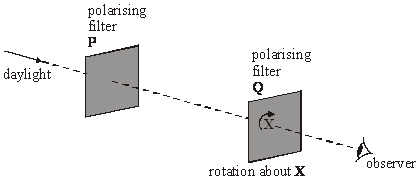 polarising
filter
P
daylight
polarising
filter
Q
X
observer
rotation about X